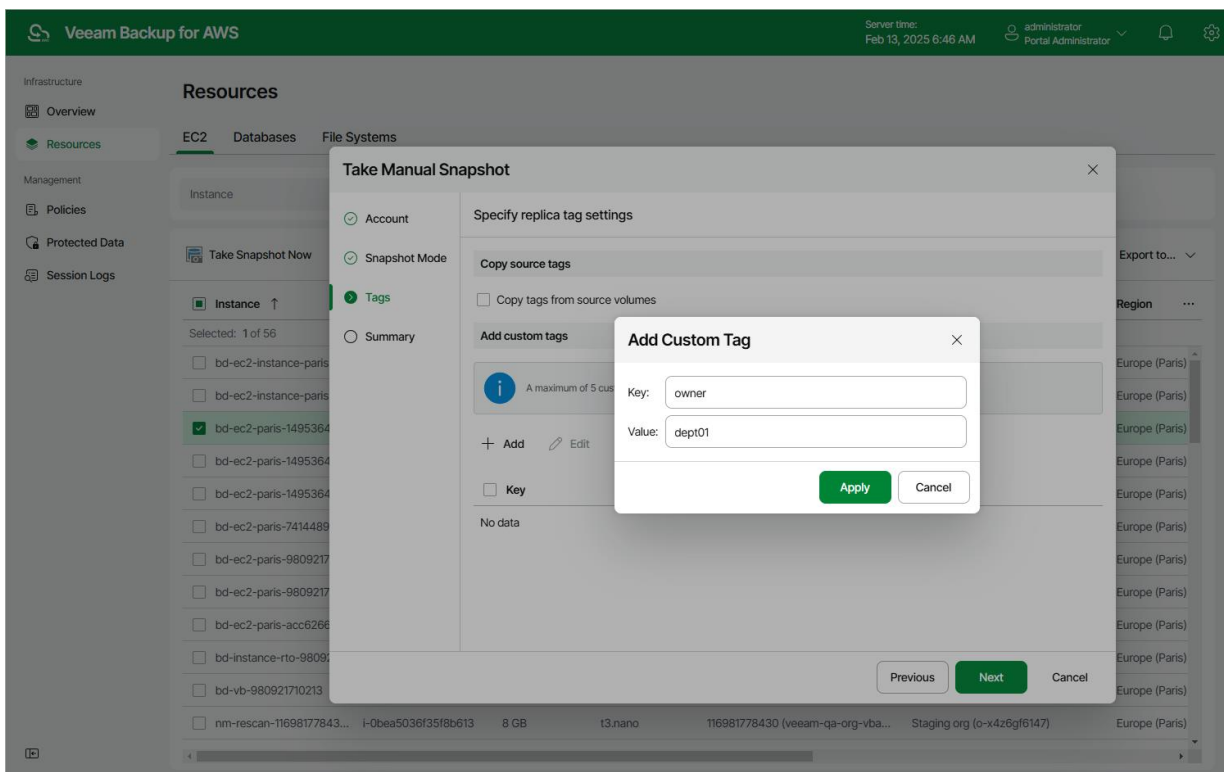 Veeam Backup for AWS
Server time:
Feb 13, 2025 6:46 AM
administrator
Portal Administrator
Infrastructure
Overview
Resources
Management
Policies
Protected Data
Session Logs
Resources
EC2 Databases File Systems
Instance
Take Snapshot Now
Export to...
Instance
Region
Selected: 1 of 56
bd-ec2-instance-paris
Europe (Paris)
bd-ec2-instance-paris
Europe (Paris)
bd-ec2-paris-1495364
Europe (Paris)
bd-ec2-paris-1495364
Europe (Paris)
bd-ec2-paris-1495364
Europe (Paris)
bd-ec2-paris-7414489
Europe (Paris)
bd-ec2-paris-9809217
Europe (Paris)
bd-ec2-paris-9809217
Europe (Paris)
bd-ec2-paris-acc6266
Europe (Paris)
bd-instance-rto-98092
Europe (Paris)
bd-vb-980921710213
Europe (Paris)
nm-rescan-11698177843... i-0bea5036f35f8b613 8 GB t3.nano 116981778430 (veeam-qa-org-vba... Staging org (o-x4z6gf6147) Europe (Paris)
Take Manual Snapshot
Account
Snapshot Mode
Tags
Summary
Specify replica tag settings
Copy source tags
Copy tags from source volumes
Add custom tags
A maximum of 5 cus
Add Edit
Key
No data
Previous Next Cancel
Add Custom Tag
Key: owner
Value: dept01
Apply Cancel